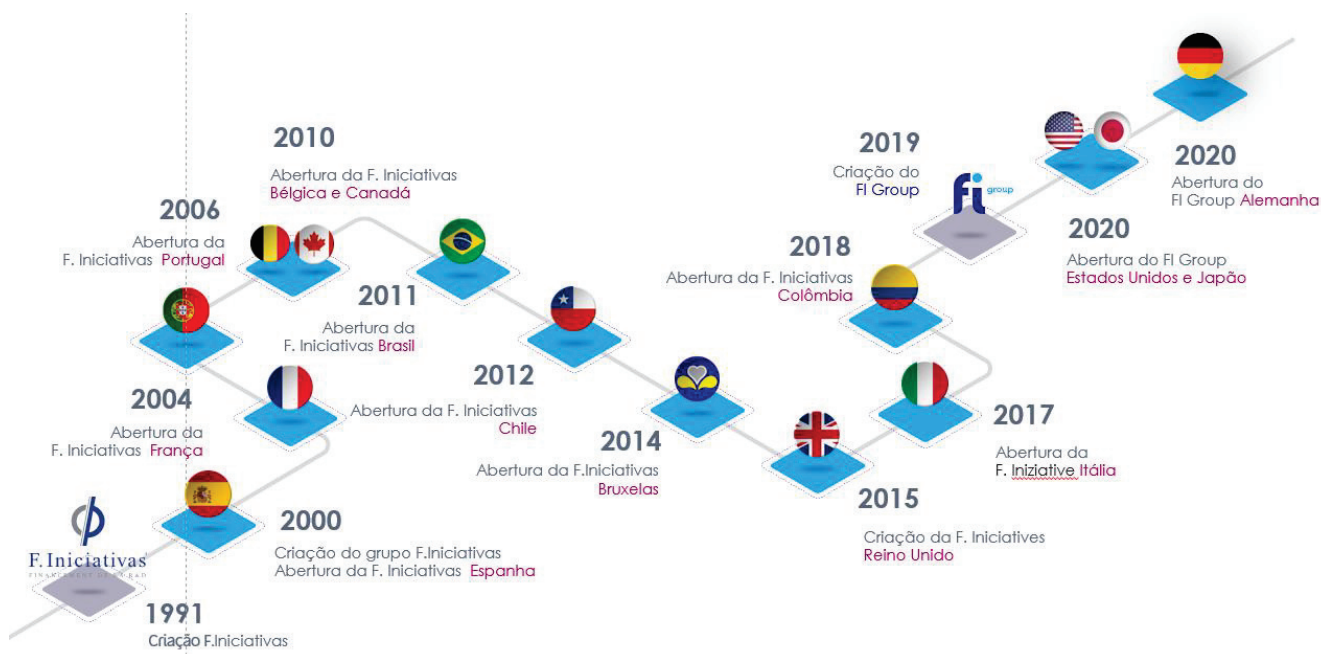 F.Iniciativas
1991
Criação F.Iniciativas
2000
Criação do grupo F.Iniciativas
Abertura da F. Iniciativas Espanha
2004
Abertura da
F. Iniciativas França
2006
Abertura da
F. Iniciativas Portugal
2010
Abertura da F. Iniciativas
Bélgica e Canadá
2011
Abertura da
F. Iniciativas Brasil
2012
Abertura da F. Iniciativas
Chile
2014
Abertura da F.Iniciativas
Bruxelas
2015
Criação da F. Iniciatives
Reino Unido
2017
Abertura da
F. Iniziative Itália
2018
Abertura da F. Iniciativas
Colômbia
2019
Criação do
FI Group
fi group
2020
Abertura do FI Group
Estados Unidos e Japão
2020
Abertura do
FI Group Alemanha